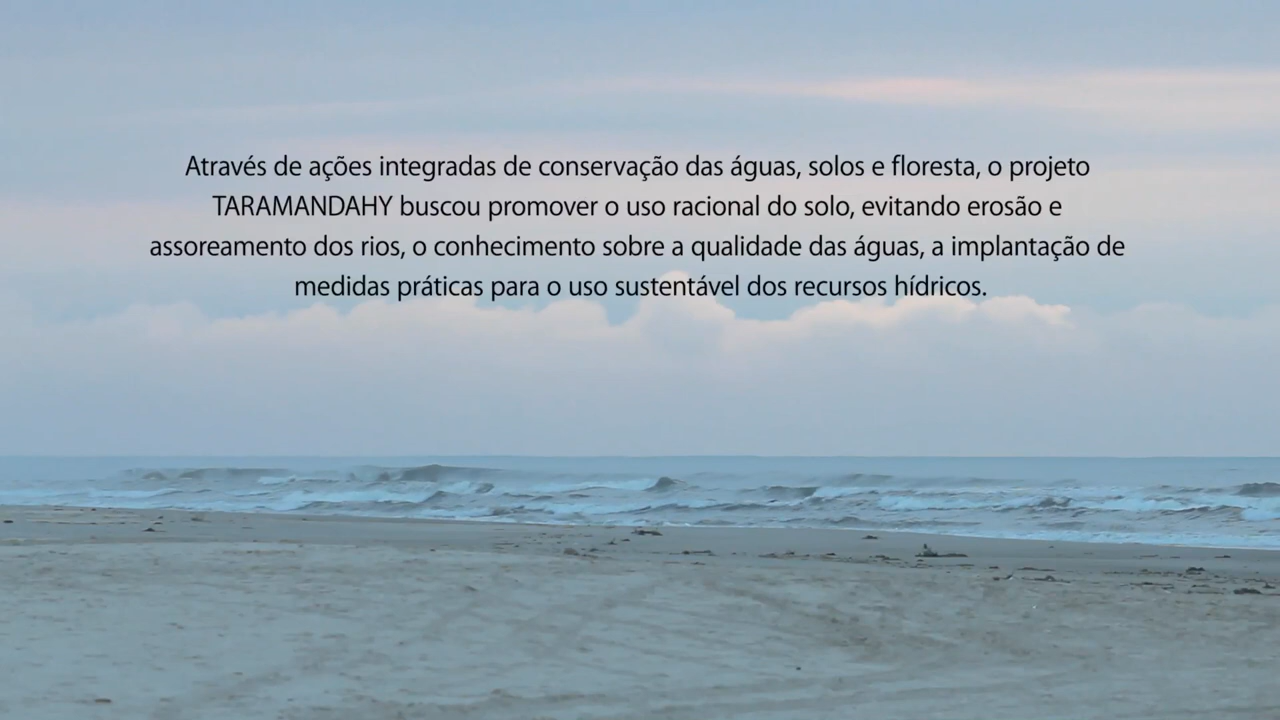 Através de ações integradas de conservação das águas, solos e floresta, o projeto
TARAMANDAHY buscou promover o uso racional do solo, evitando erosão e
assoreamento dos rios, o conhecimento sobre a qualidade das águas, a implantação de
medidas práticas para o uso sustentável dos recursos hídricos.